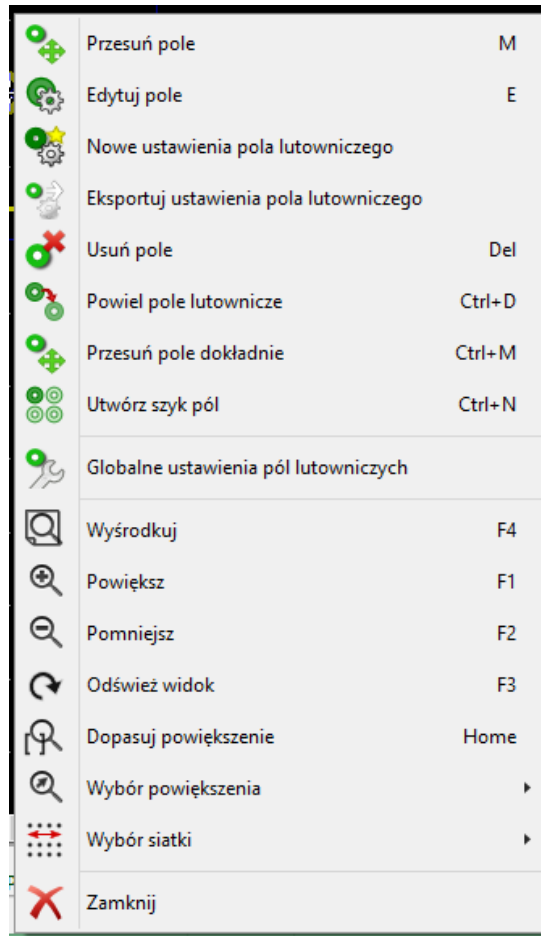 Przesuń pole M
Edytuj pole E
Nowe ustawienia pola lutowniczego
Eksportuj ustawienia pola lutowniczego
Usuń pole Del
Powiel pole lutownicze Ctrl+D
Przesuń pole dokładnie Ctrl+M
Utwórz szyk pól Ctrl+N
Globalne ustawienia pól lutowniczych
Wyśrodkuj F4
Powiększ F1
Pomniejsz F2
Odśwież widok F3
Dopasuj powiększenie Home
Wybór powiększenia
Wybór siatki
Zamknij